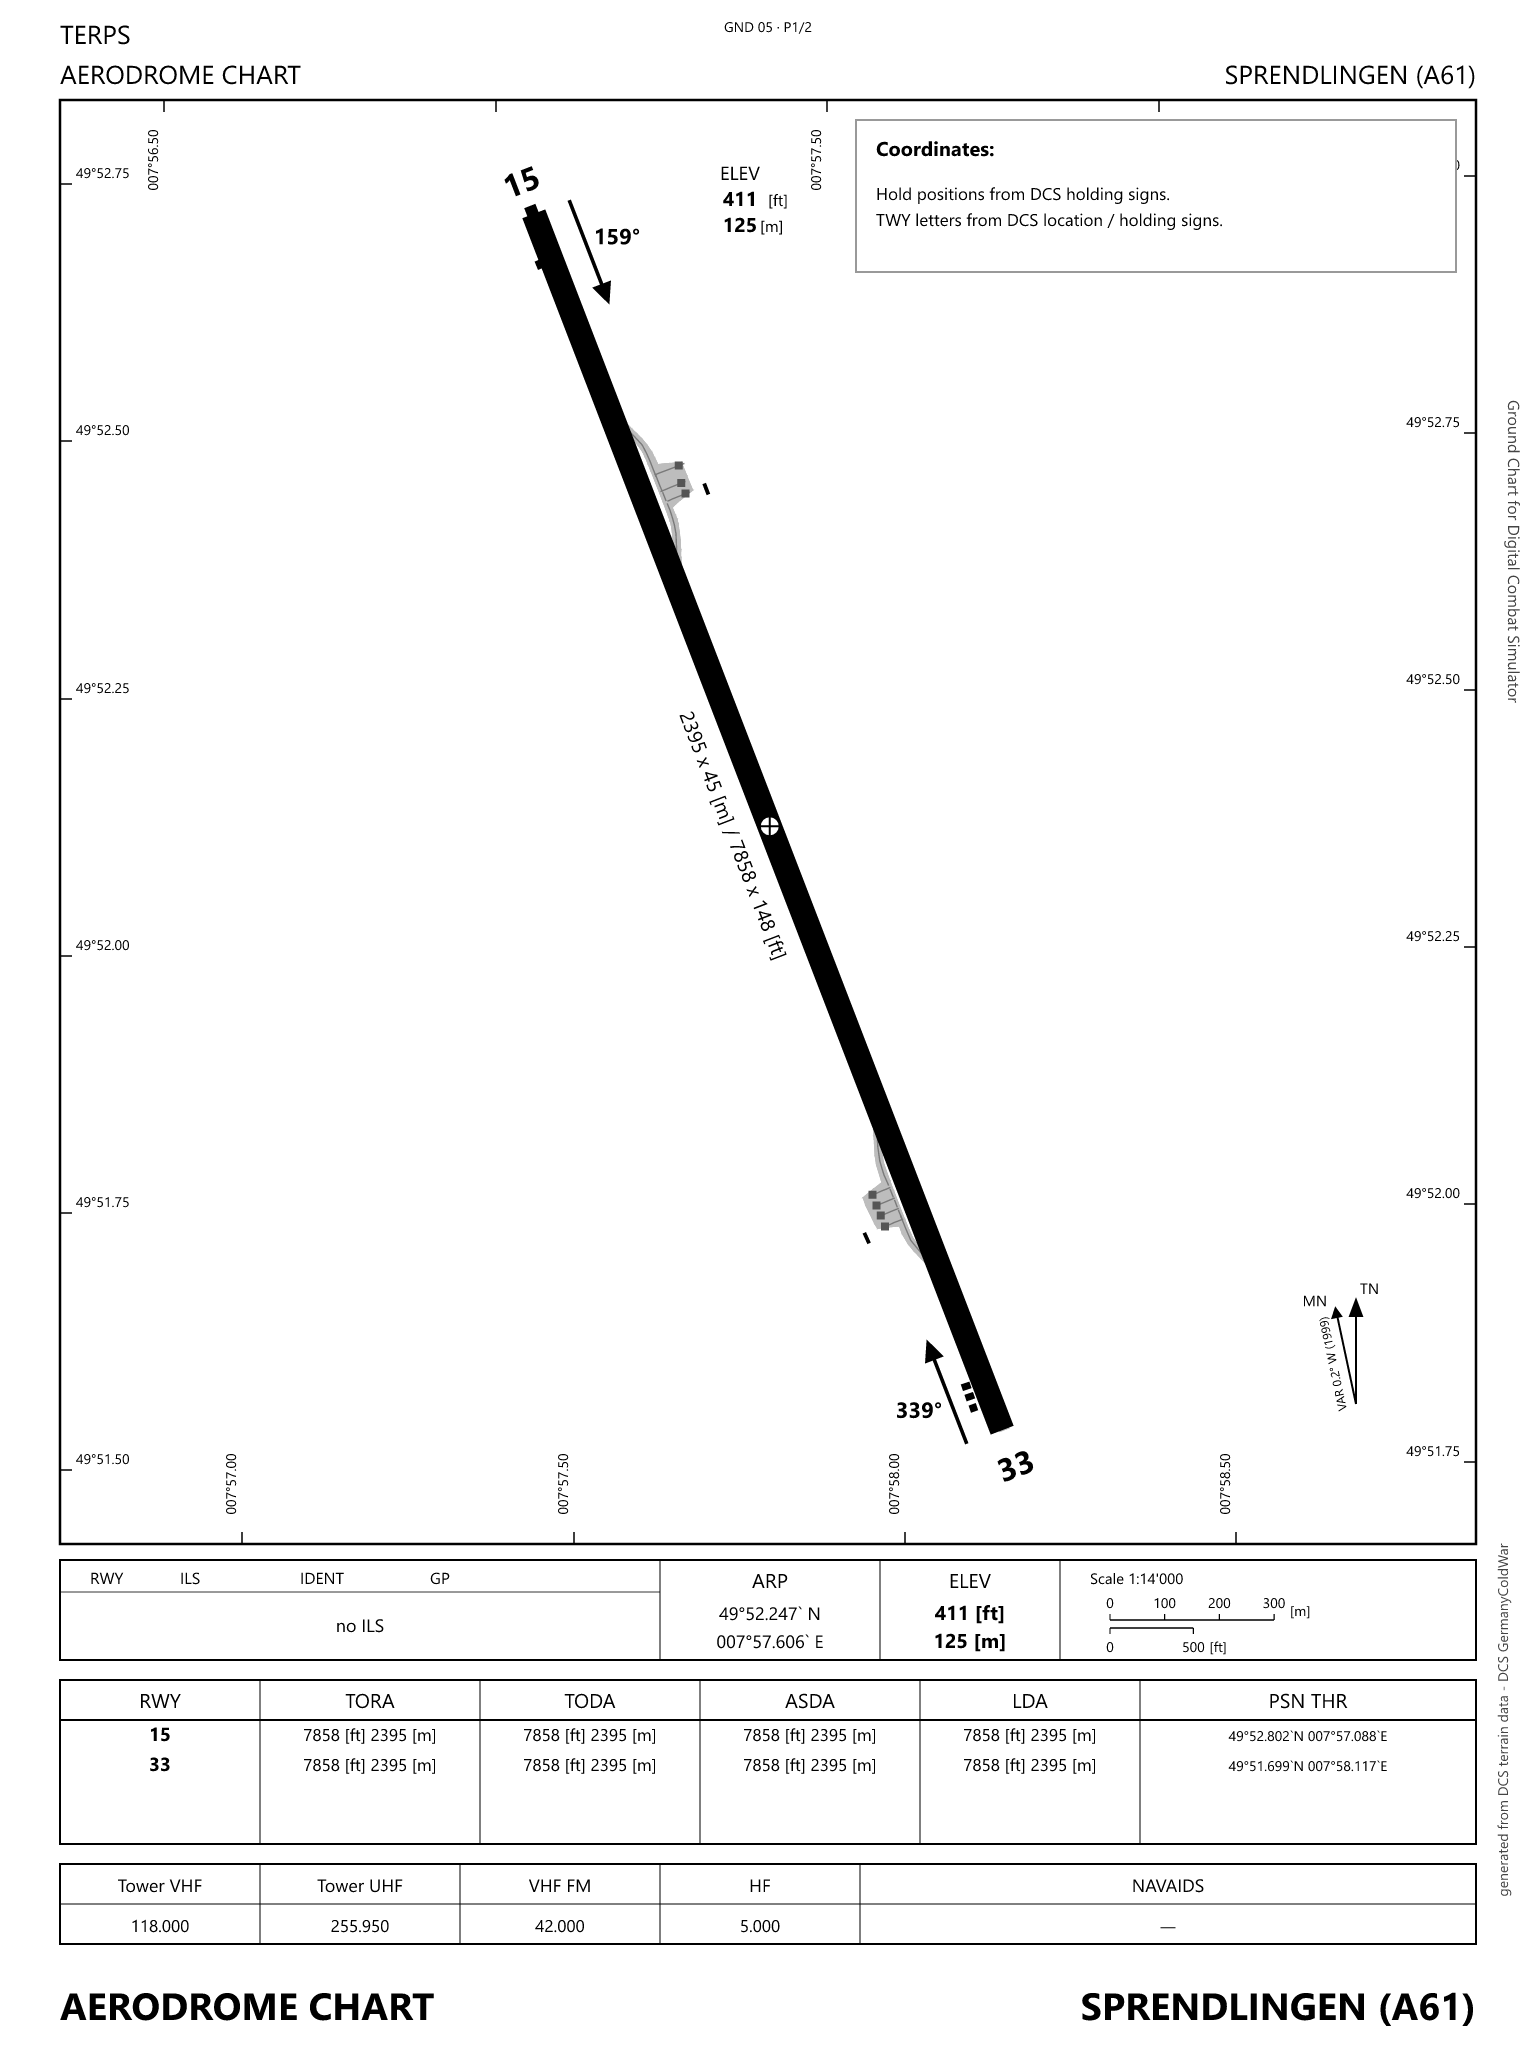 TERPS
GND 05 · P1/2
AERODROME CHART
SPRENDLINGEN (A61)
007°56.50
007°57.50
49°52.75
15
159°
ELEV
411 [ft]
125 [m]
Coordinates:
Hold positions from DCS holding signs.
TWY letters from DCS location / holding signs.
49°52.50
49°52.75
Ground Chart for Digital Combat Simulator
49°52.25
49°52.50
2395 x 45 [m] / 7858 x 148 [ft]
49°52.00
49°52.25
49°51.75
49°52.00
TN
MN
VAR 0.2° W (1999)
339°
33
49°51.50
49°51.75
007°57.00
007°57.50
007°58.00
007°58.50
RWY ILS IDENT GP
no ILS
ARP
49°52.247` N
007°57.606` E
ELEV
411 [ft]
125 [m]
Scale 1:14'000
0 100 200 300 [m]
0 500 [ft]
RWY TORA TODA ASDA LDA PSN THR
15 7858 [ft] 2395 [m] 7858 [ft] 2395 [m] 7858 [ft] 2395 [m] 7858 [ft] 2395 [m] 49°52.802`N 007°57.088`E
33 7858 [ft] 2395 [m] 7858 [ft] 2395 [m] 7858 [ft] 2395 [m] 7858 [ft] 2395 [m] 49°51.699`N 007°58.117`E
generated from DCS terrain data - DCS GermanyColdWar
Tower VHF Tower UHF VHF FM HF NAVAIDS
118.000 255.950 42.000 5.000 —
AERODROME CHART
SPRENDLINGEN (A61)